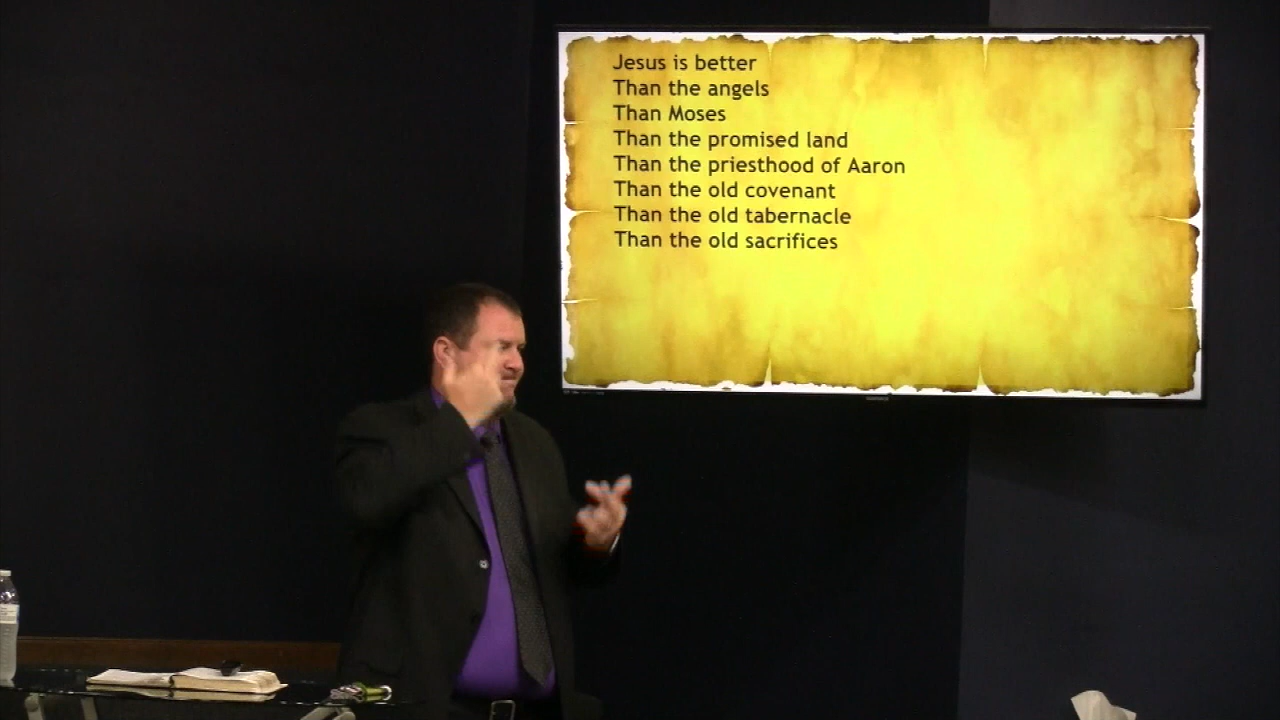 Jesus is better
Than the angels
Than Moses
Than the promised land
Than the priesthood of Aaron
Than the old covenant
Than the old tabernacle
Than the old sacrifices